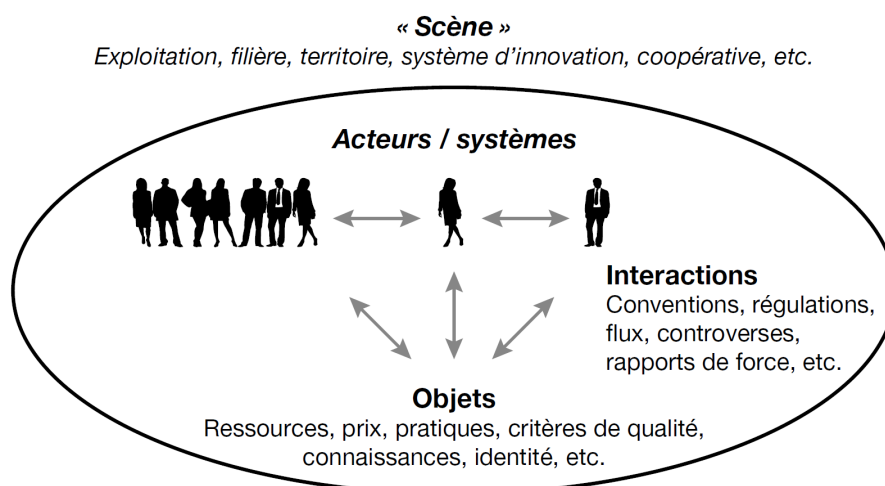 « Scène »
Exploitation, filière, territoire, système d’innovation, coopérative, etc.
Acteurs / systèmes
Interactions
Conventions, régulations,
flux, controverses,
rapports de force, etc.
Objets
Ressources, prix, pratiques, critères de qualité,
connaissances, identité, etc.